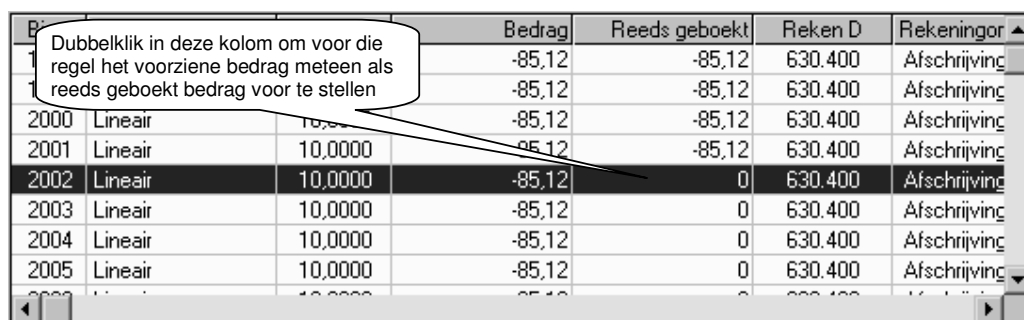 Bedrag Reeds geboekt Reken D Rekeningor
Dubbelklik in deze kolom om voor die
regel het voorziene bedrag meteen als
reeds geboekt bedrag voor te stellen
-85,12 -85,12 630.400 Afschrijving
-85,12 -85,12 630.400 Afschrijving
2000 Lineair 10,0000 -85,12 -85,12 630.400 Afschrijving
2001 Lineair 10,0000 -85,12 -85,12 630.400 Afschrijving
2002 Lineair 10,0000 -85,12 0 630.400 Afschrijving
2003 Lineair 10,0000 -85,12 0 630.400 Afschrijving
2004 Lineair 10,0000 -85,12 0 630.400 Afschrijving
2005 Lineair 10,0000 -85,12 0 630.400 Afschrijving